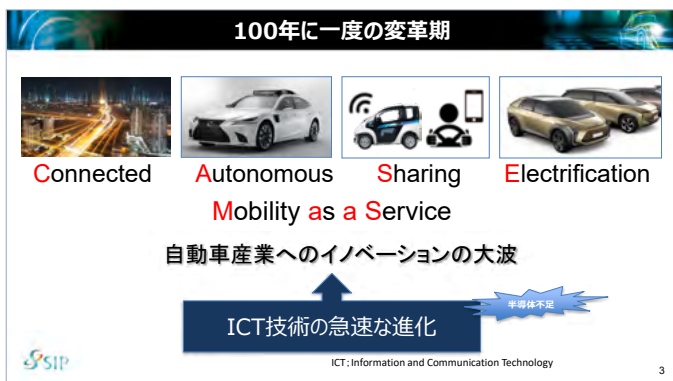 100年に一度の変革期
Connected
Autonomous
Sharing
Electrification
Mobility as a Service
自動車産業へのイノベーションの大波
半導体不足
ICT技術の急速な進化
SIP
ICT; Information and Communication Technology
3